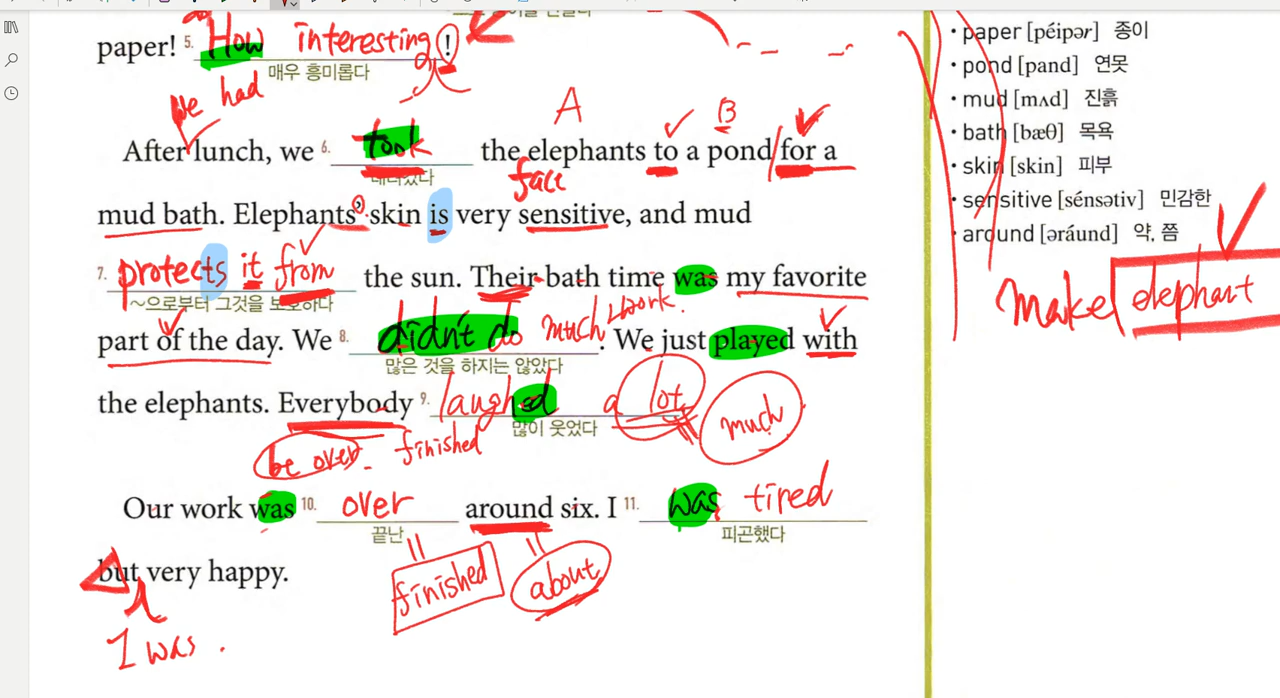 paper! 5. How interesting!
매우 흥미롭다
we had
A
B
After lunch, we 6. took the elephants to a pond/for a
데려갔다
fact
mud bath. Elephants' skin is very sensitive, and mud
7. protects it from the sun. Their bath time was my favorite
~으로부터 그것을 보호하다
much work.
part of the day. We 8. didn't do . We just played with
많은 것을 하지는 않았다
the elephants. Everybody 9. laughed a lot
많이 웃었다
much
be over. finished
Our work was 10. over around six. I 11. was tired
끝난
피곤했다
but very happy.
finished
about
I was.
• paper [péipər] 종이
• pond [pand] 연못
• mud [mʌd] 진흙
• bath [bæθ] 목욕
• skin [skin] 피부
• sensitive [sénsətiv] 민감한
• around [əráund] 약, 쯤
make elephant